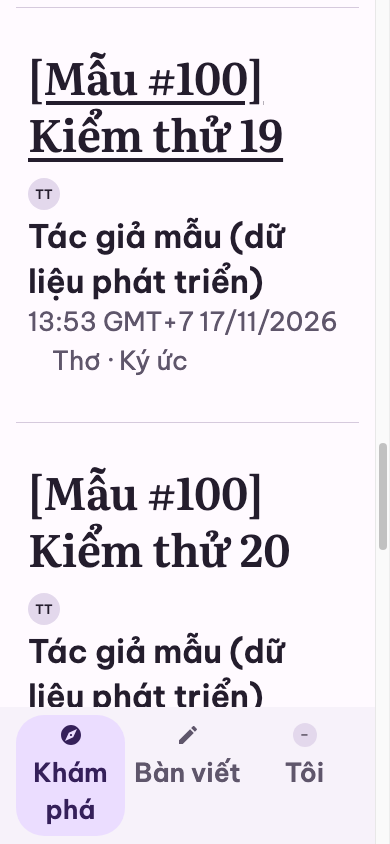 [Mẫu #100]
Kiểm thử 19
TT
Tác giả mẫu (dữ
liệu phát triển)
13:53 GMT+7 17/11/2026
Thơ · Ký ức
[Mẫu #100]
Kiểm thử 20
TT
Tác giả mẫu (dữ
liệu phát triển)
Khám
phá
Bàn viết
Tôi